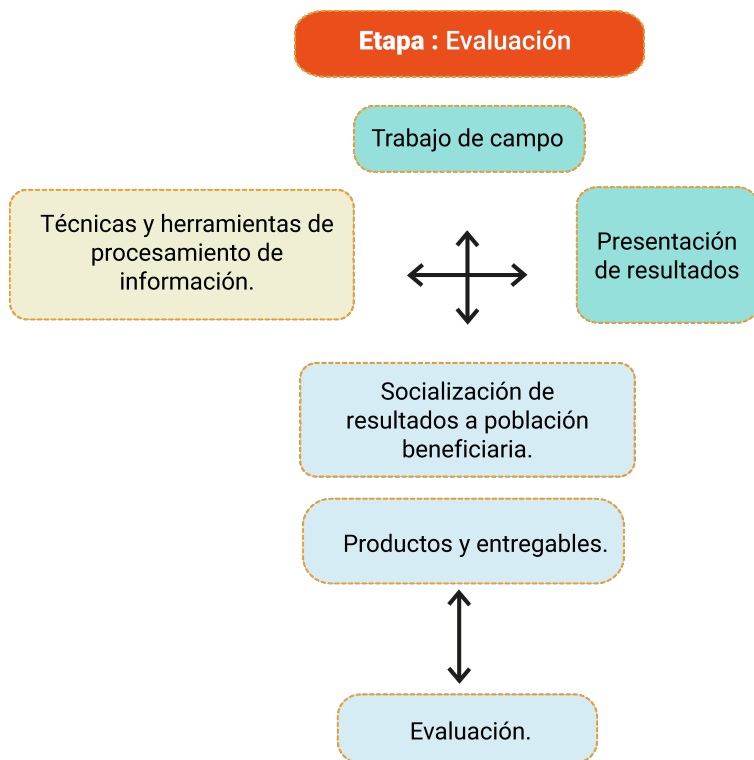 Etapa : Evaluación
Trabajo de campo
Técnicas y herramientas de
procesamiento de
información.
Presentación
de resultados
Socialización de
resultados a población
beneficiaria.
Productos y entregables.
Evaluación.